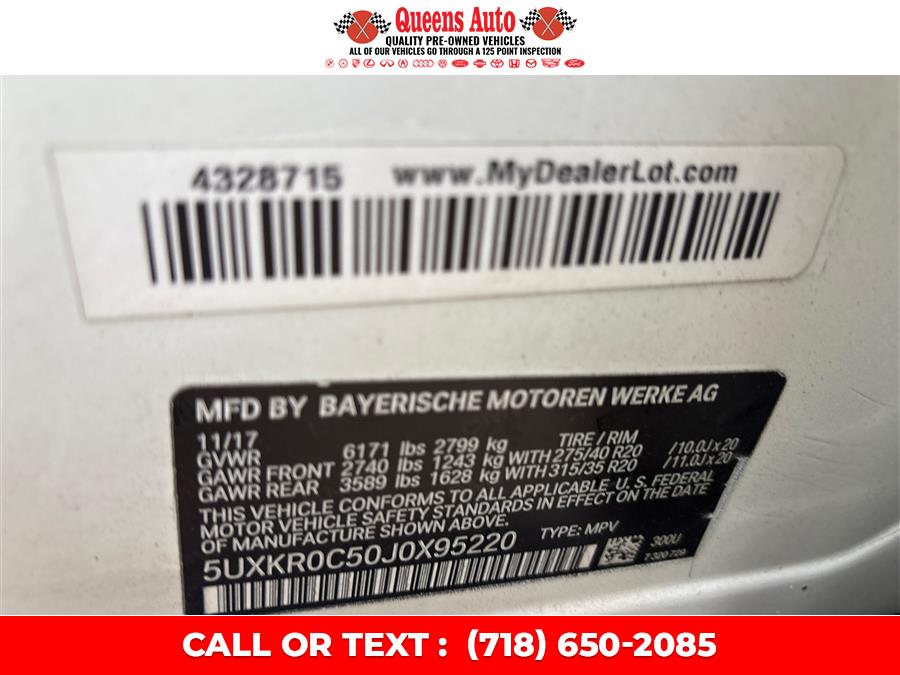 Queens Auto
QUALITY PRE-OWNED VEHICLES
ALL OF OUR VEHICLES GO THROUGH A 125 POINT INSPECTION
4328715 www.MyDealerLot.com
MFD BY BAYERISCHE MOTOREN WERKE AG
11/17 TIRE / RIM
GVWR 6171 lbs 2799 kg
GAWR FRONT 2740 lbs 1243 kg WITH 275/40 R20 /10.0J x 20
GAWR REAR 3589 lbs 1628 kg WITH 315/35 R20 /11.0J x 20
THIS VEHICLE CONFORMS TO ALL APPLICABLE U.S. FEDERAL
MOTOR VEHICLE SAFETY STANDARDS IN EFFECT ON THE DATE
OF MANUFACTURE SHOWN ABOVE.
5UXKR0C50J0X95220 TYPE: MPV
300U
7 320 729
CALL OR TEXT : (718) 650-2085